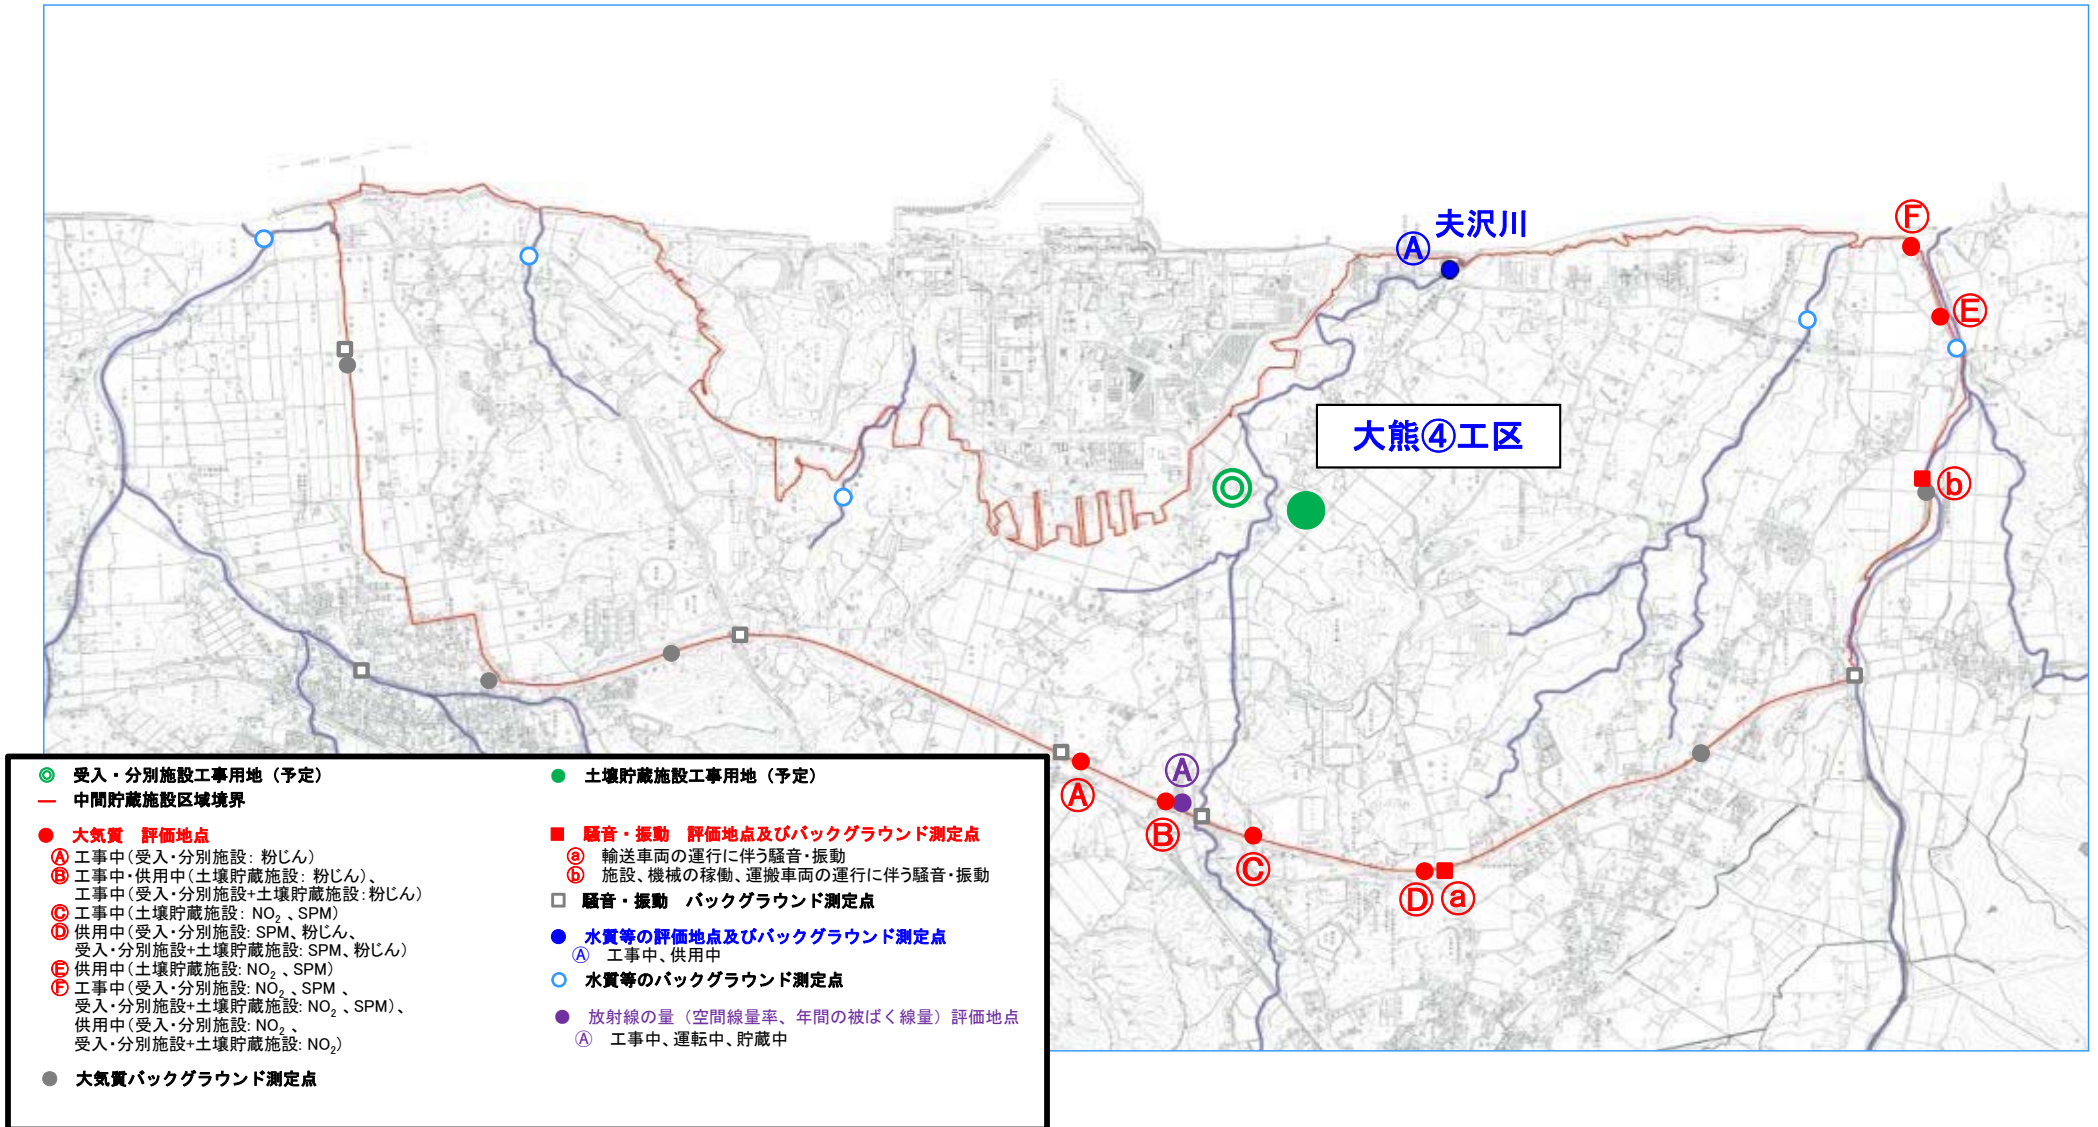 Ⓕ
夫沢川
Ⓐ
Ⓔ
大熊④工区
ⓑ
Ⓐ
Ⓐ
Ⓑ
Ⓒ
Ⓓ
ⓐ
◎ 受入・分別施設工事用地（予定）
― 中間貯蔵施設区域境界
● 大気質　評価地点
Ⓐ 工事中（受入・分別施設：粉じん）
Ⓑ 工事中・供用中（土壌貯蔵施設：粉じん）、
工事中（受入・分別施設+土壌貯蔵施設：粉じん）
Ⓒ 工事中（土壌貯蔵施設：NO₂、SPM）
Ⓓ 供用中（受入・分別施設：SPM、粉じん、
受入・分別施設+土壌貯蔵施設：SPM、粉じん）
Ⓔ 供用中（土壌貯蔵施設：NO₂、SPM）
Ⓕ 工事中（受入・分別施設：NO₂、SPM、
受入・分別施設+土壌貯蔵施設：NO₂、SPM）、
供用中（受入・分別施設：NO₂、
受入・分別施設+土壌貯蔵施設：NO₂）
● 大気質バックグラウンド測定点
● 土壌貯蔵施設工事用地（予定）
■ 騒音・振動　評価地点及びバックグラウンド測定点
ⓐ 輸送車両の運行に伴う騒音・振動
ⓑ 施設、機械の稼働、運搬車両の運行に伴う騒音・振動
□ 騒音・振動　バックグラウンド測定点
● 水質等の評価地点及びバックグラウンド測定点
Ⓐ 工事中、供用中
○ 水質等のバックグラウンド測定点
● 放射線の量（空間線量率、年間の被ばく線量）評価地点
Ⓐ 工事中、運転中、貯蔵中